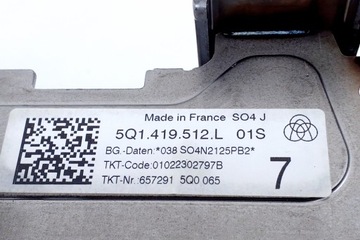 Made in France SO4 J
5Q1.419.512.L 01S
BG.-Daten: *038 SO4N2125PB2*
TKT-Code: 01022302797B
7
TKT-Nr.: 657291 5Q0 065